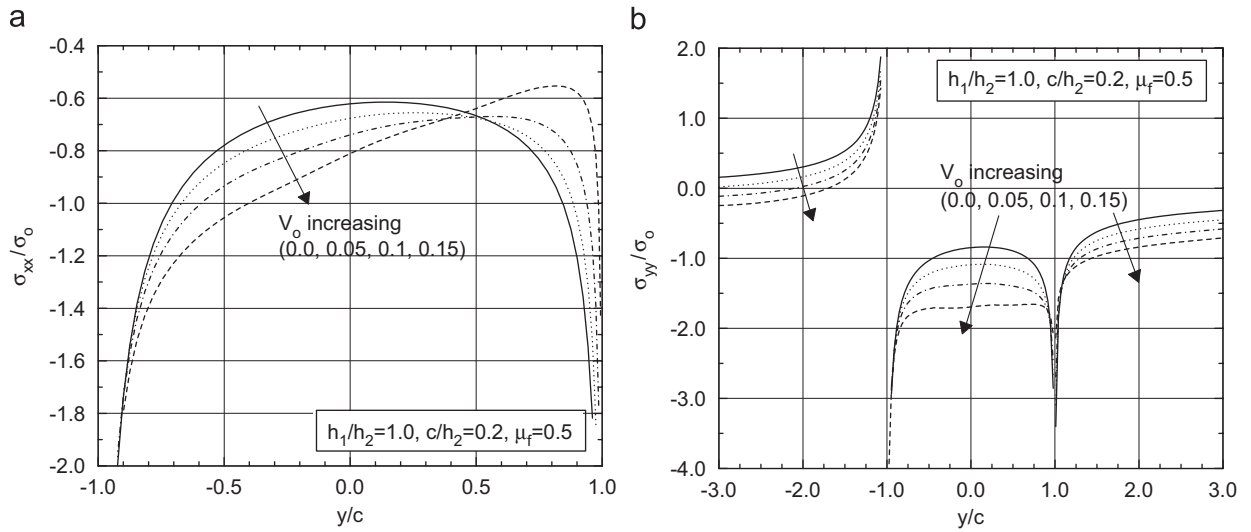 a
-0.4
-0.6
-0.8
-1.0
-1.2
-1.4
-1.6
-1.8
-2.0
σxx/σo
Vo increasing
(0.0, 0.05, 0.1, 0.15)
h1/h2=1.0, c/h2=0.2, μf=0.5
-1.0 -0.5 0.0 0.5 1.0
y/c
b
2.0
1.0
0.0
-1.0
-2.0
-3.0
-4.0
σyy/σo
h1/h2=1.0, c/h2=0.2, μf=0.5
Vo increasing
(0.0, 0.05, 0.1, 0.15)
-3.0 -2.0 -1.0 0.0 1.0 2.0 3.0
y/c